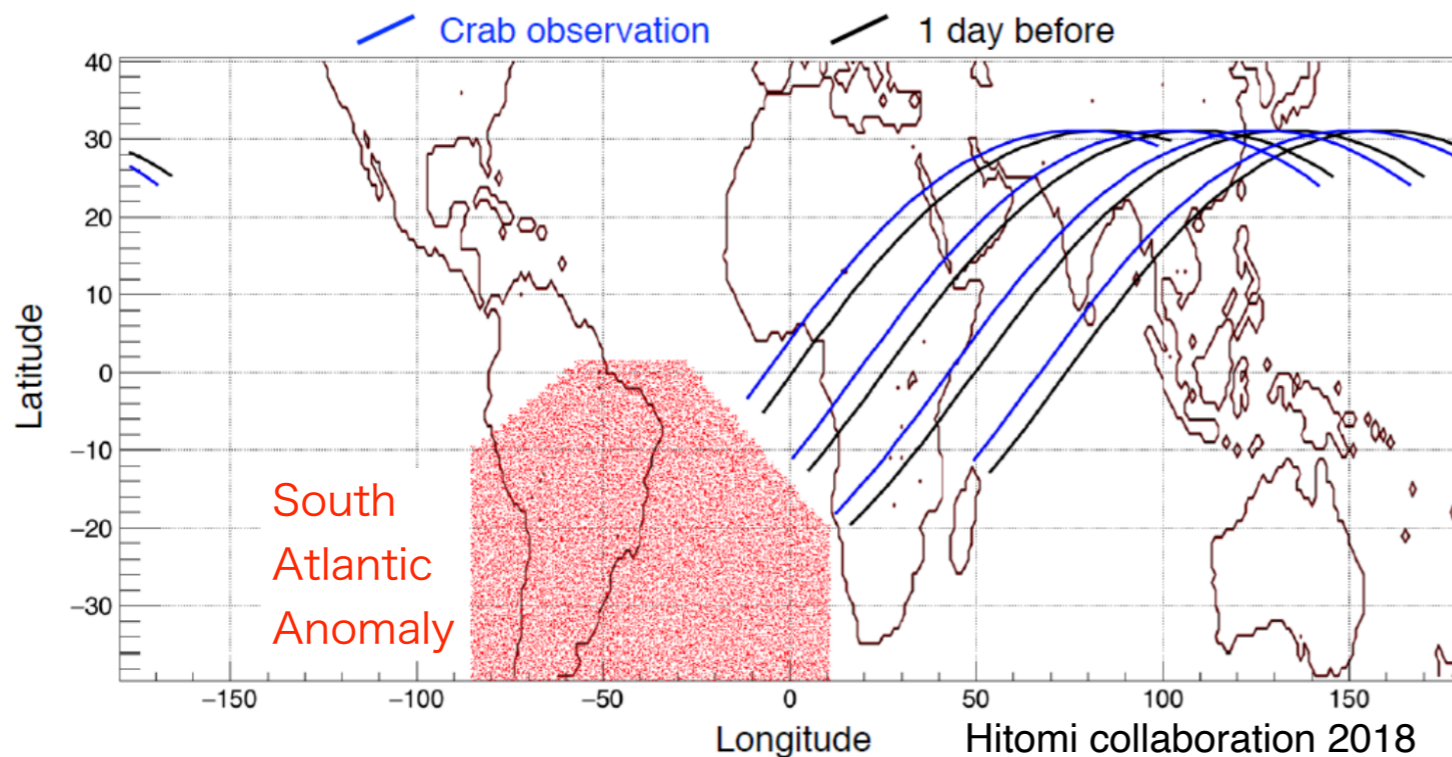 Crab observation 1 day before
40
30
20
10
0
−10
−20
−30
Latitude
South
Atlantic
Anomaly
−150 −100 −50 0 50 100 150
Longitude Hitomi collaboration 2018